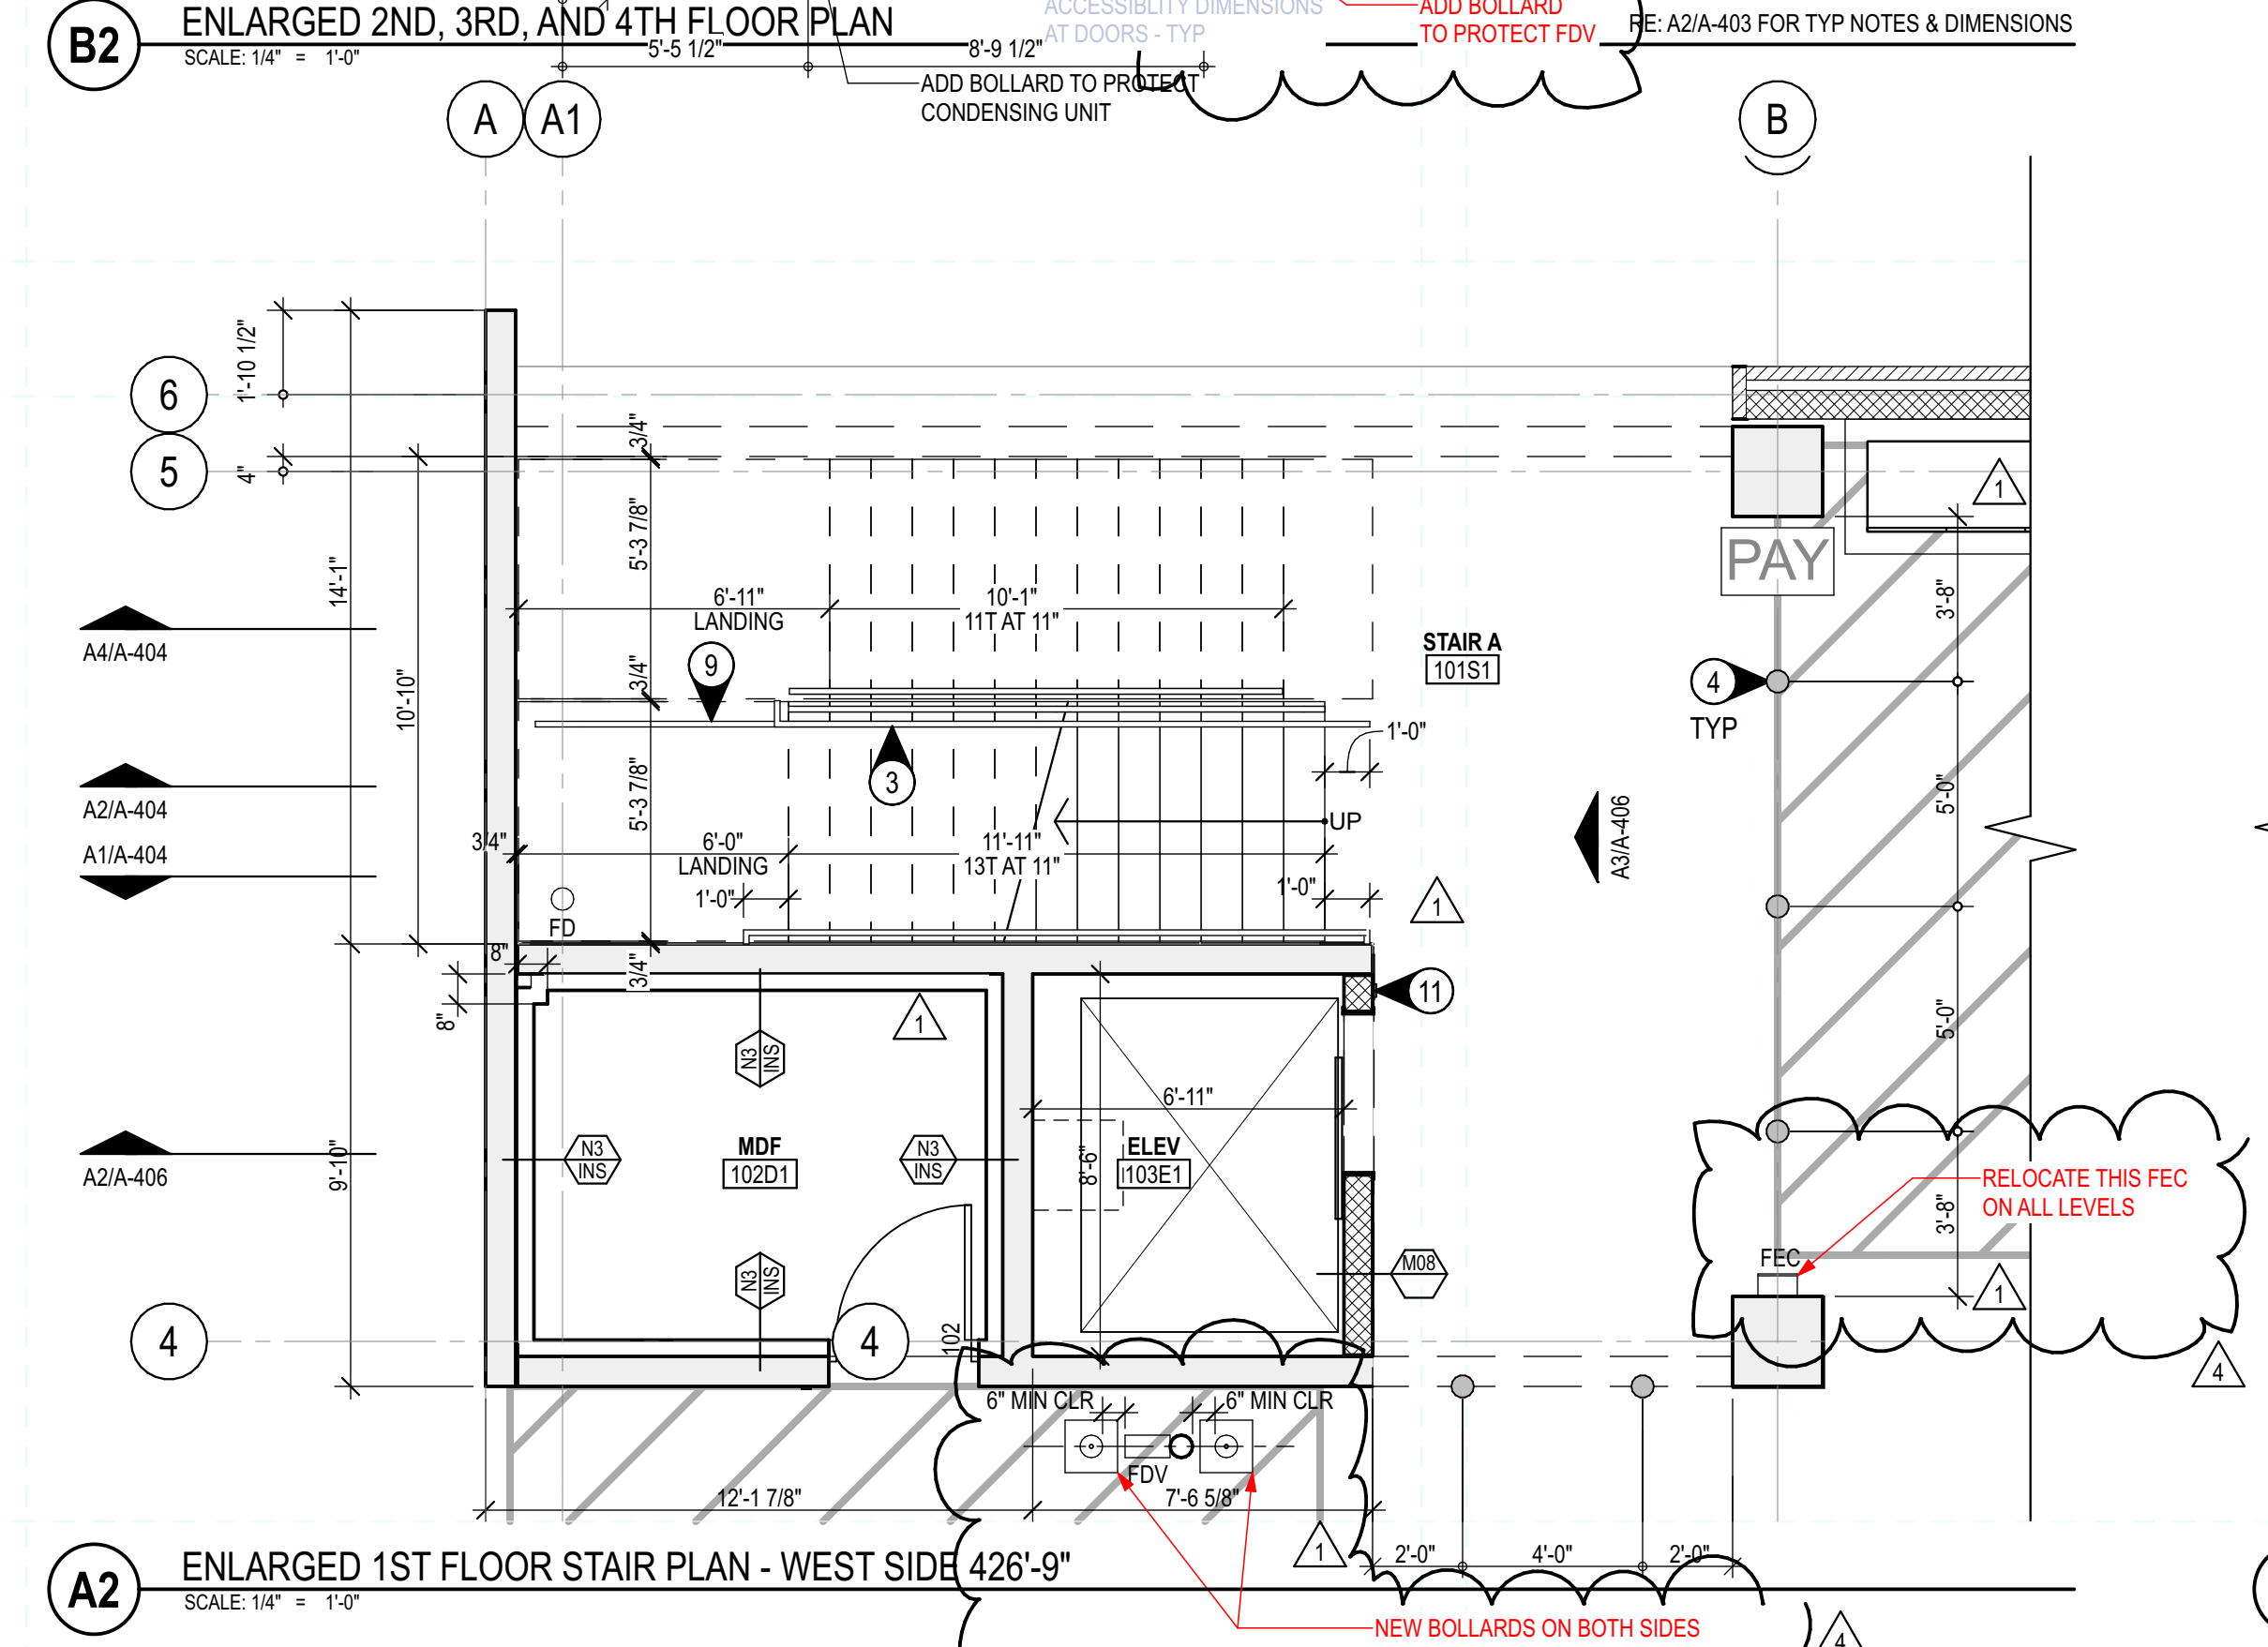 ENLARGED 2ND, 3RD, AND 4TH FLOOR PLAN
B2
SCALE: 1/4" = 1'-0"
5'-5 1/2"
8'-9 1/2"
ACCESSIBLITY DIMENSIONS
AT DOORS - TYP
ADD BOLLARD
TO PROTECT FDV
RE: A2/A-403 FOR TYP NOTES & DIMENSIONS
ADD BOLLARD TO PROTECT
CONDENSING UNIT
A
A1
B
1'-10 1/2"
6
5
4"
3/4"
1
5'-3 7/8"
14'-1"
PAY
3'-8"
6'-11"
LANDING
10'-1"
11T AT 11"
A4/A-404
STAIR A
101S1
9
3/4"
4
TYP
10'-10"
1'-0"
3
A2/A-404
5'-3 7/8"
5'-0"
UP
A3/A-406
3/4"
6'-0"
LANDING
11'-11"
13T AT 11"
A1/A-404
1'-0"
1'-0"
1
FD
8"
3/4"
11
8"
1
5'-0"
N3
INS
6'-11"
N3
INS
MDF
102D1
N3
INS
8'-6"
ELEV
103E1
A2/A-406
9'-10"
RELOCATE THIS FEC
ON ALL LEVELS
3'-8"
FEC
M08
N3
INS
1
4
4
102
4
6" MIN CLR
6" MIN CLR
FDV
12'-1 7/8"
7'-6 5/8"
1
2'-0"
4'-0"
2'-0"
A2
ENLARGED 1ST FLOOR STAIR PLAN - WEST SIDE 426'-9"
SCALE: 1/4" = 1'-0"
NEW BOLLARDS ON BOTH SIDES
4